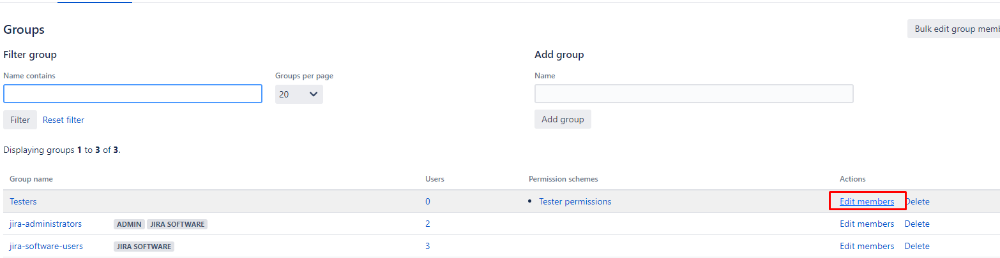 Groups
Bulk edit group memb
Filter group
Add group
Name contains
Groups per page
Name
20
Filter
Reset filter
Add group
Displaying groups 1 to 3 of 3.
Group name Users Permission schemes Actions
Testers 0 • Tester permissions Edit members Delete
jira-administrators ADMIN JIRA SOFTWARE 2 Edit members Delete
jira-software-users JIRA SOFTWARE 3 Edit members Delete